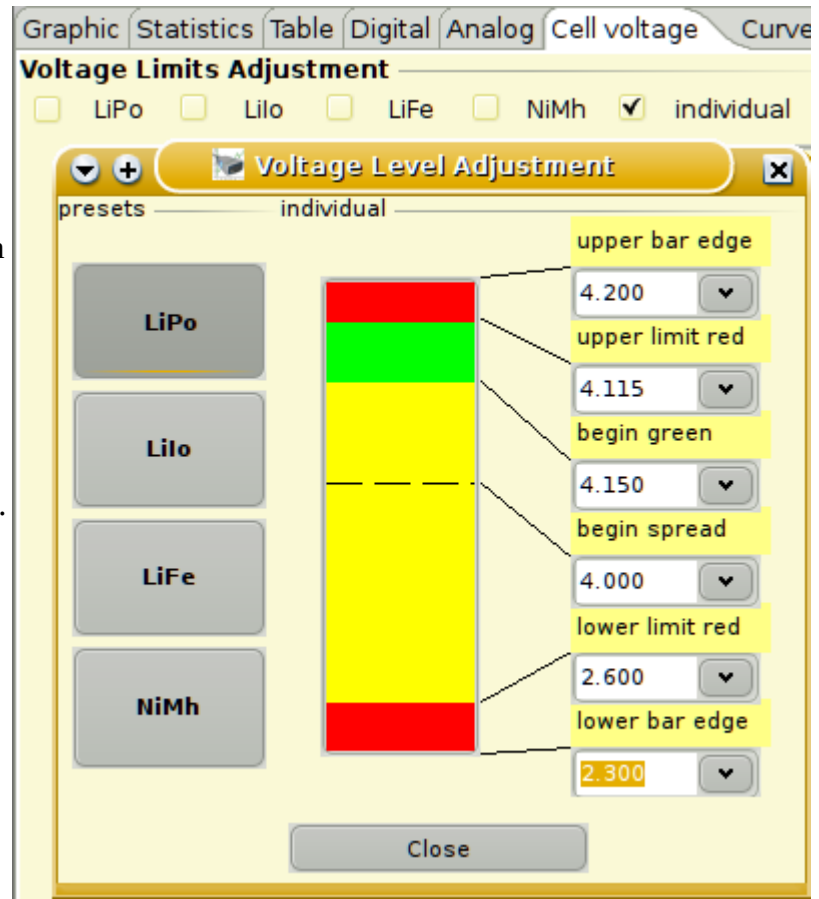 Graphic Statistics Table Digital Analog Cell voltage Curve
Voltage Limits Adjustment
LiPo LiIo LiFe NiMh individual
Voltage Level Adjustment
presets individual
upper bar edge
4.200
LiPo
upper limit red
4.115
begin green
LiIo
4.150
begin spread
.
LiFe
4.000
lower limit red
2.600
NiMh
lower bar edge
2.300
Close